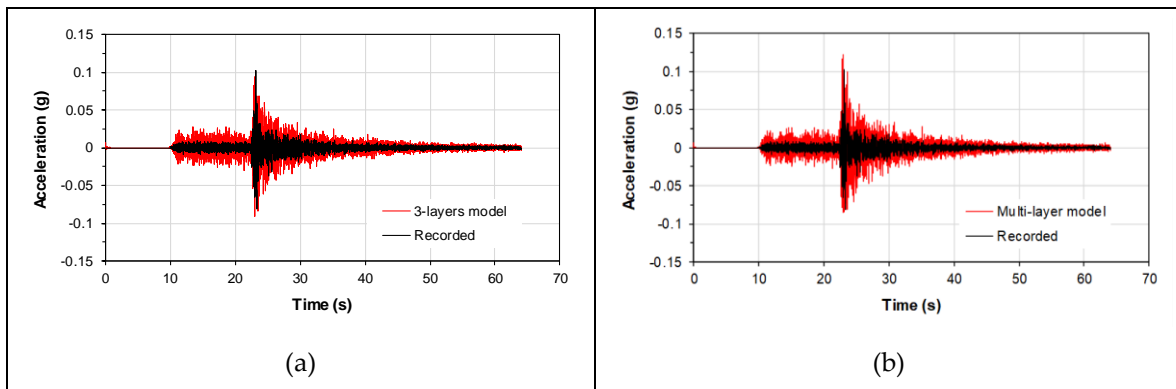 0.15
0.1
0.05
0
-0.05
-0.1
-0.15
Acceleration (g)
3-layers model
Recorded
0 10 20 30 40 50 60 70
Time (s)
(a)
0.15
0.1
0.05
0
-0.05
-0.1
-0.15
Acceleration (g)
Multi-layer model
Recorded
0 10 20 30 40 50 60 70
Time (s)
(b)